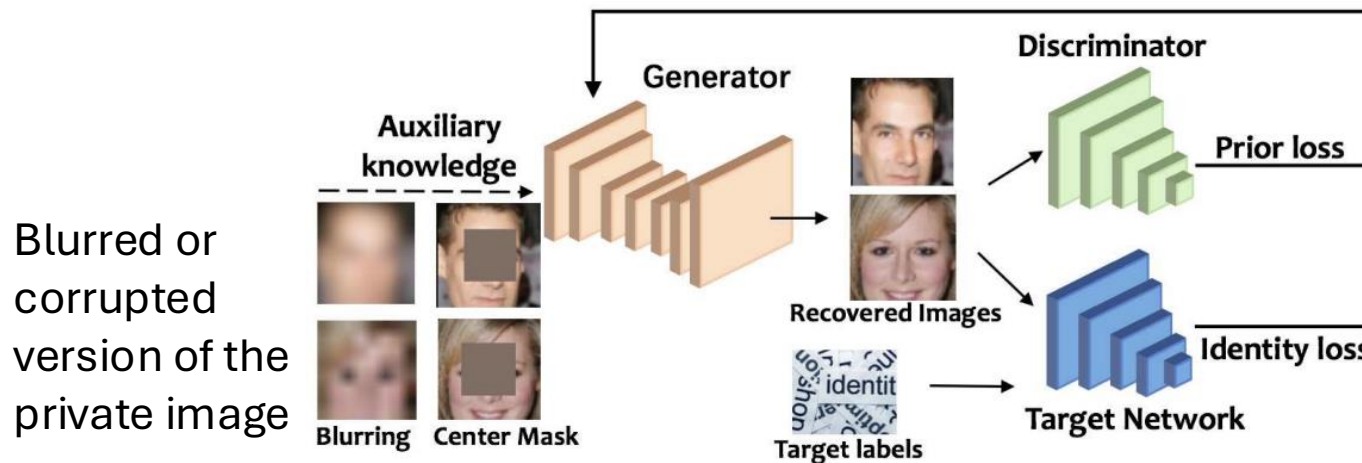 Blurred or
corrupted
version of the
private image
Auxiliary
knowledge
Blurring
Center Mask
Generator
Recovered Images
identit
Target labels
Discriminator
Prior loss
Identity loss
Target Network